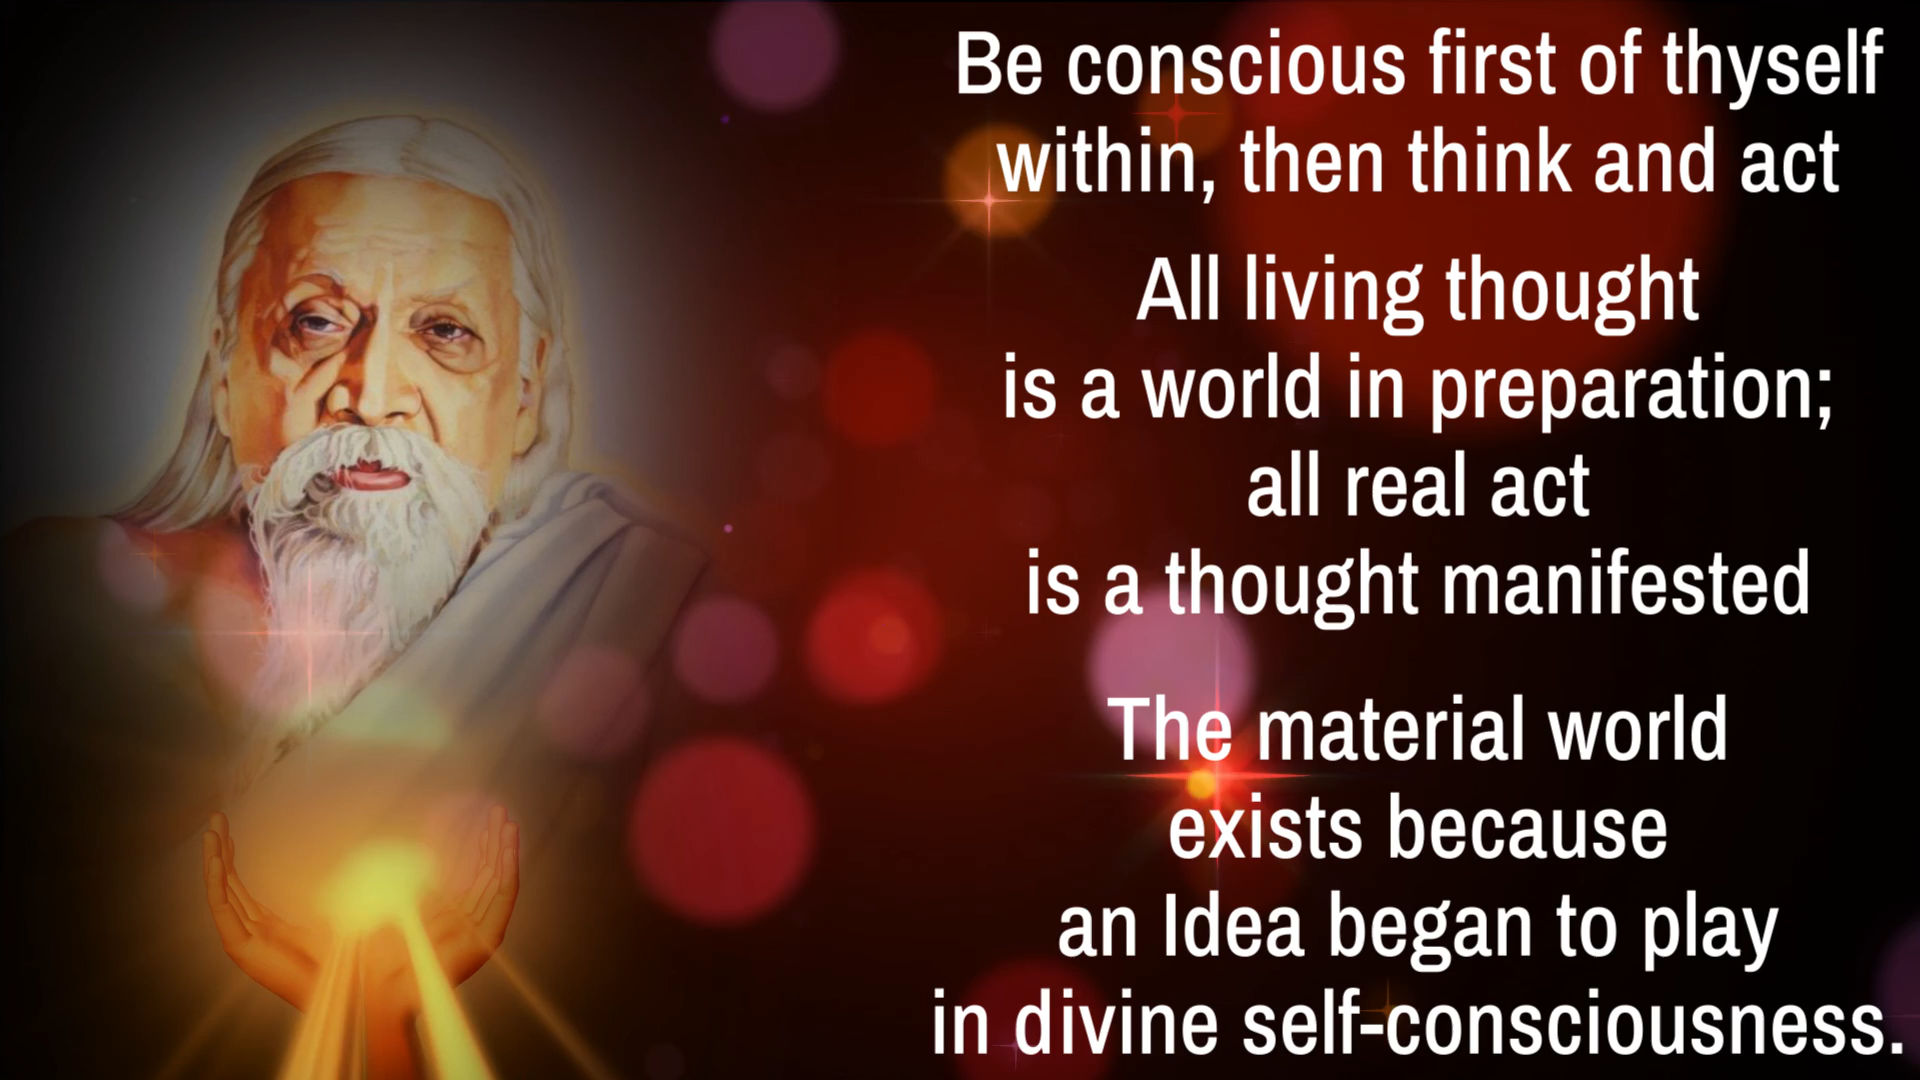 Be conscious first of thyself
within, then think and act
All living thought
is a world in preparation;
all real act
is a thought manifested
The material world
exists because
an Idea began to play
in divine self-consciousness.